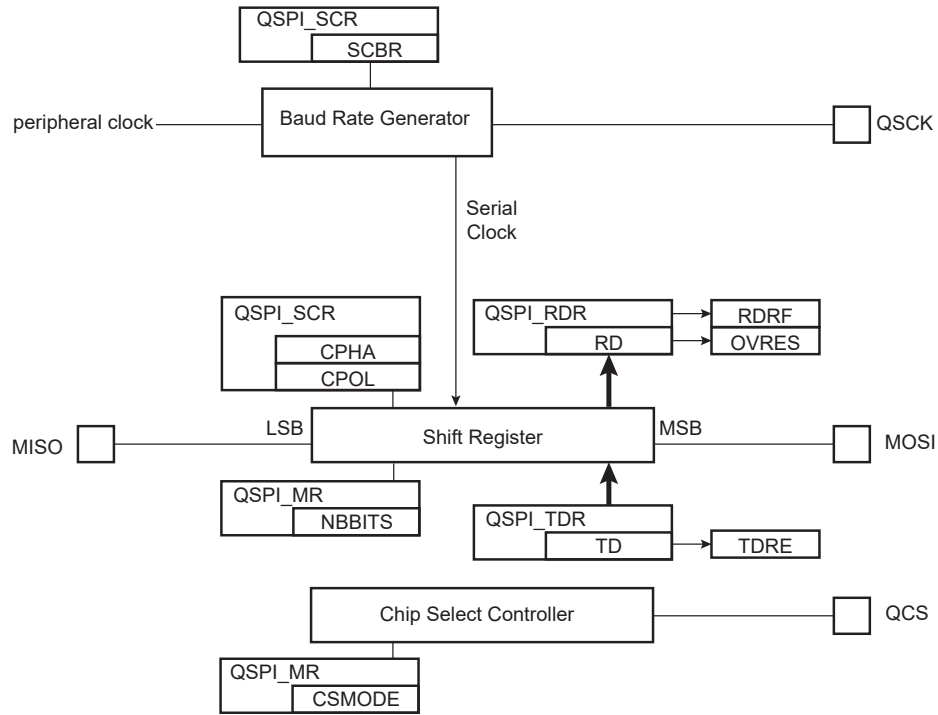 QSPI_SCR
SCBR
peripheral clock
Baud Rate Generator
QSCK
Serial
Clock
QSPI_SCR
CPHA
CPOL
QSPI_RDR
RD
RDRF
OVRES
MISO
LSB
Shift Register
MSB
MOSI
QSPI_MR
NBBITS
QSPI_TDR
TD
TDRE
Chip Select Controller
QCS
QSPI_MR
CSMODE